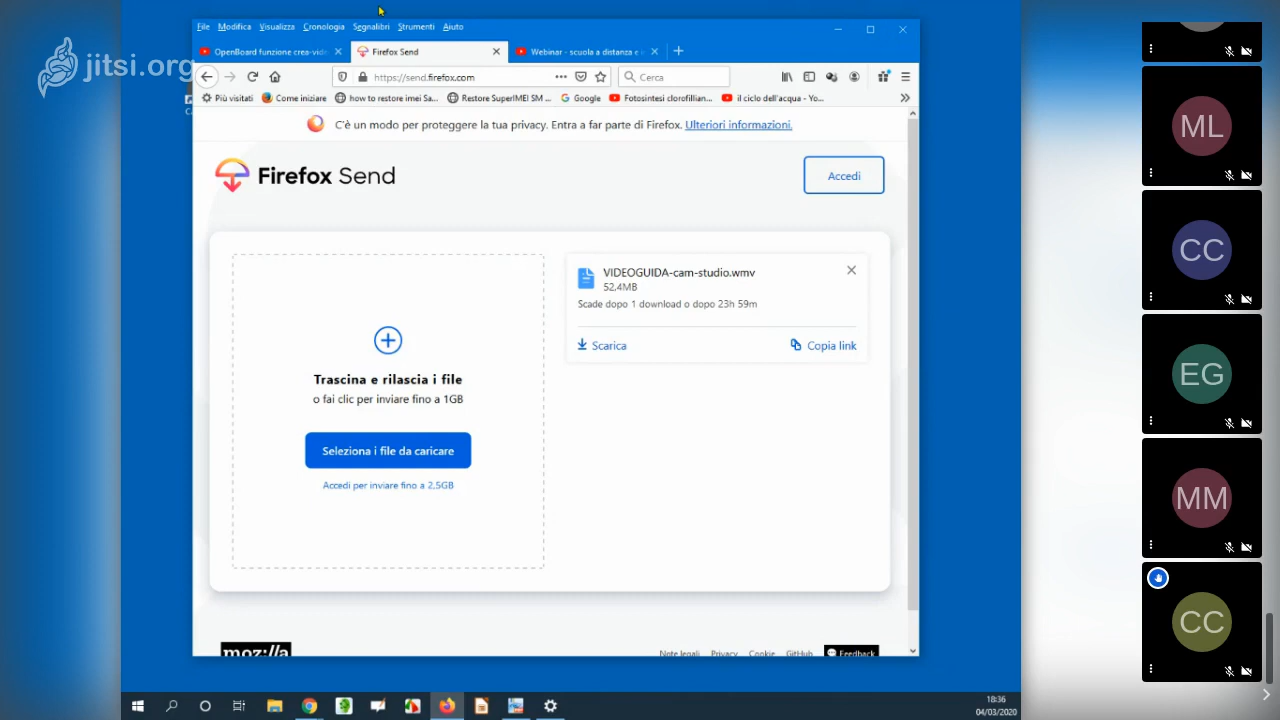 jitsi.org
File Modifica Visualizza Cronologia Segnalibri Strumenti Aiuto
OpenBoard funzione crea-vide
Firefox Send
Webinar - scuola a distanza e i
https://send.firefox.com
Cerca
Più visitati Come iniziare how to restore imei Sa... Restore SuperIMEI SM ... Google Fotosintesi clorofillian... il ciclo dell'acqua - Yo...
C'è un modo per proteggere la tua privacy. Entra a far parte di Firefox. Ulteriori informazioni.
Firefox Send
Accedi
VIDEOGUIDA-cam-studio.wmv
52,4MB
Scade dopo 1 download o dopo 23h 59m
Scarica
Copia link
Trascina e rilascia i file
o fai clic per inviare fino a 1GB
Seleziona i file da caricare
Accedi per inviare fino a 2,5GB
moz://a
Note legali Privacy Cookie GitHub Feedback
18:36
04/03/2020
ML
CC
EG
MM
CC